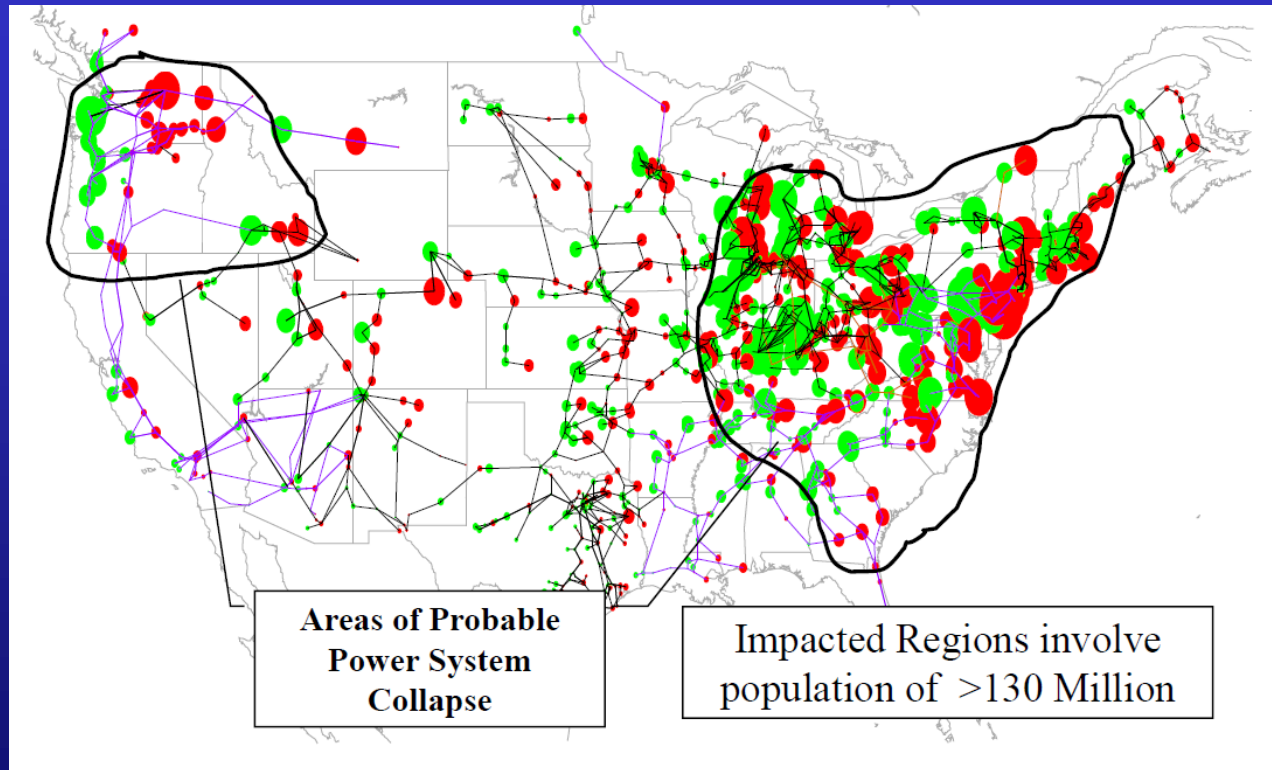 Areas of Probable
Power System
Collapse
Impacted Regions involve
population of >130 Million